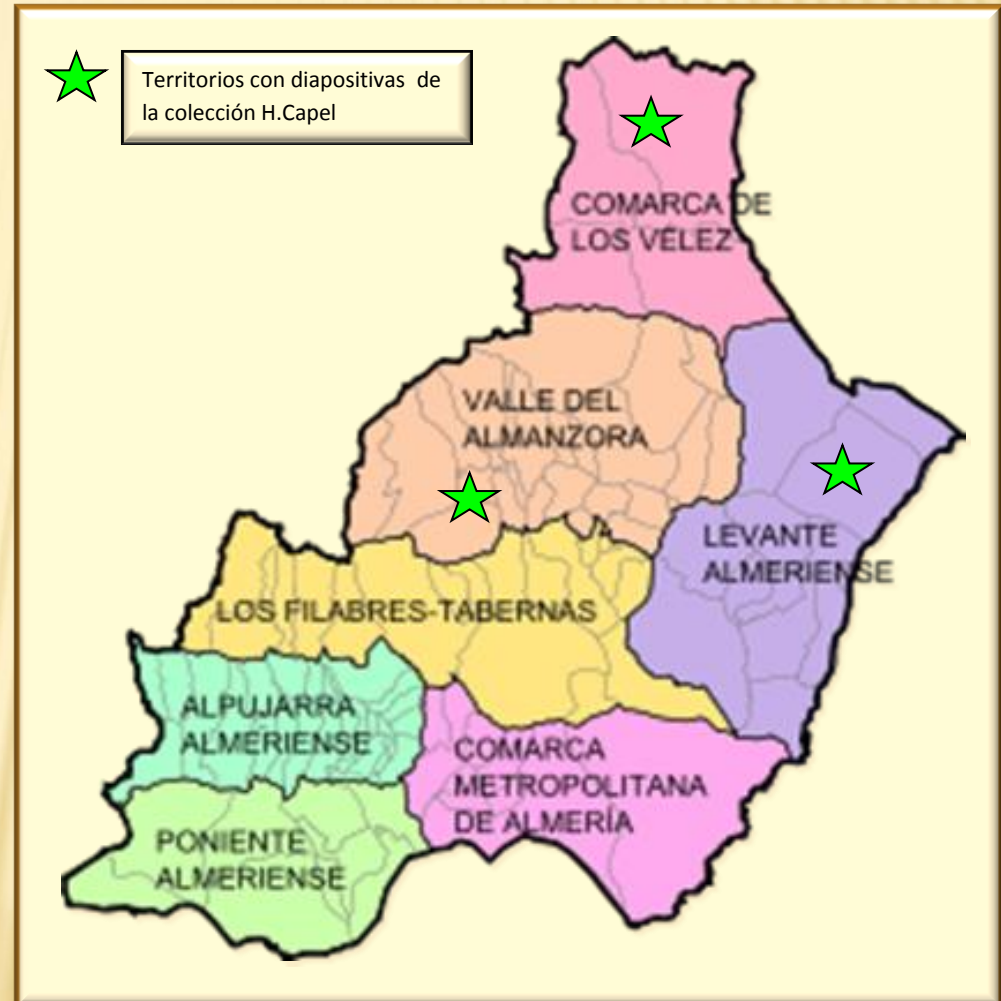 Territorios con diapositivas de
la colección H.Capel
COMARCA DE
LOS VÉLEZ
VALLE DEL
ALMANZORA
LEVANTE
ALMERIENSE
LOS FILABRES-TABERNAS
ALPUJARRA
ALMERIENSE
COMARCA
METROPOLITANA
DE ALMERÍA
PONIENTE
ALMERIENSE